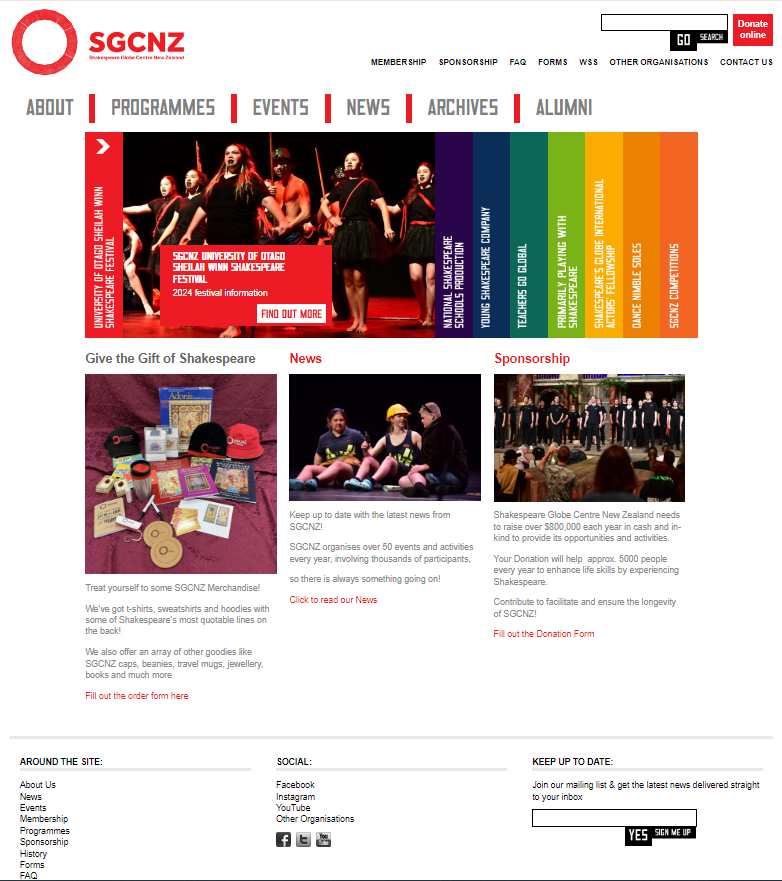 SGCNZ
Shakespeare Globe Centre New Zealand
GO SEARCH
Donate
online
MEMBERSHIP SPONSORSHIP FAQ FORMS WSS OTHER ORGANISATIONS CONTACT US
ABOUT PROGRAMMES EVENTS NEWS ARCHIVES ALUMNI
UNIVERSITY OF OTAGO SHEILAH WINN
SHAKESPEARE FESTIVAL
SGCNZ UNIVERSITY OF OTAGO
SHEILAH WINN SHAKESPEARE
FESTIVAL
2024 festival information
FIND OUT MORE
NATIONAL SHAKESPEARE
SCHOOLS PRODUCTION
YOUNG SHAKESPEARE COMPANY
TEACHERS GO GLOBAL
PRIMARILY PLAYING WITH
SHAKESPEARE
SHAKESPEARE'S GLOBE INTERNATIONAL
ACTORS' FELLOWSHIP
DANCE NIMBLE SOLES
SGCNZ COMPETITIONS
Give the Gift of Shakespeare
Adonis
Treat yourself to some SGCNZ Merchandise!
We've got t-shirts, sweatshirts and hoodies with
some of Shakespeare's most quotable lines on
the back!
We also offer an array of other goodies like
SGCNZ caps, beanies, travel mugs, jewellery,
books and much more
Fill out the order form here
News
Keep up to date with the latest news from
SGCNZ!
SGCNZ organises over 50 events and activities
every year, involving thousands of participants,
so there is always something going on!
Click to read our News
Sponsorship
Shakespeare Globe Centre New Zealand needs
to raise over $800,000 each year in cash and in-
kind to provide its opportunities and activities.
Your Donation will help approx. 5000 people
every year to enhance life skills by experiencing
Shakespeare.
Contribute to facilitate and ensure the longevity
of SGCNZ!
Fill out the Donation Form
AROUND THE SITE:
About Us
News
Events
Membership
Programmes
Sponsorship
History
Forms
FAQ
SOCIAL:
Facebook
Instagram
YouTube
Other Organisations
f t You Tube
KEEP UP TO DATE:
Join our mailing list & get the latest news delivered straight
to your inbox
YES SIGN ME UP